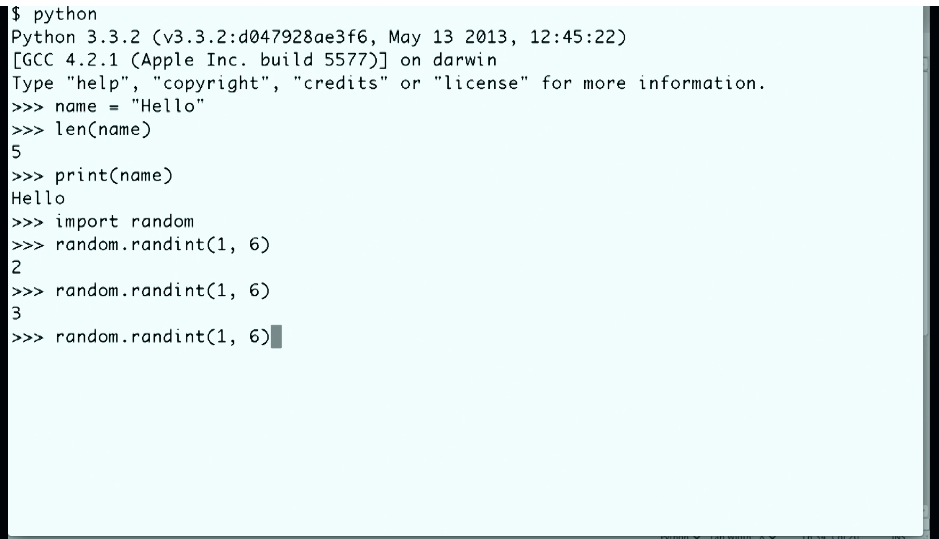 $ python
Python 3.3.2 (v3.3.2:d047928ae3f6, May 13 2013, 12:45:22)
[GCC 4.2.1 (Apple Inc. build 5577)] on darwin
Type "help", "copyright", "credits" or "license" for more information.
>>> name = "Hello"
>>> len(name)
5
>>> print(name)
Hello
>>> import random
>>> random.randint(1, 6)
2
>>> random.randint(1, 6)
3
>>> random.randint(1, 6)